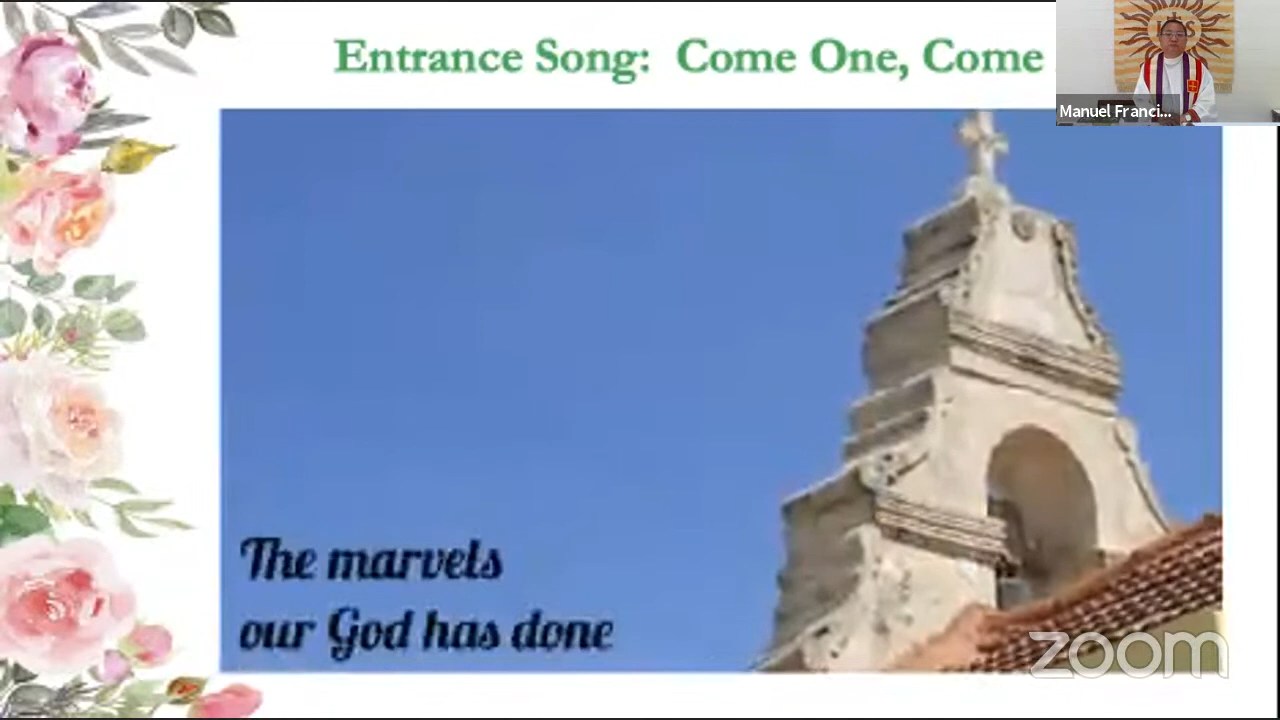 Entrance Song: Come One, Come
Manuel Franci...
The marvels
our God has done
zoom